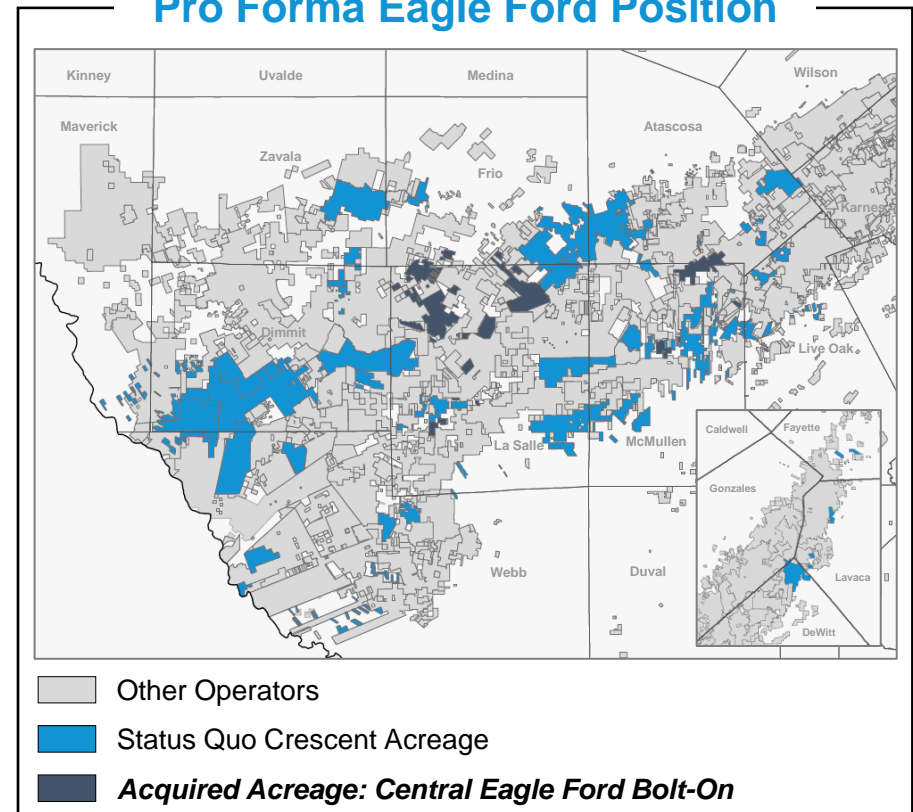 Pro Forma Eagle Ford Position
Kinney
Uvalde
Medina
Wilson
Maverick
Atascosa
Zavala
Frio
Karnes
Dimmit
Live Oak
La Salle
McMullen
Webb
Duval
Caldwell
Fayette
Gonzales
Lavaca
DeWitt
Other Operators
Status Quo Crescent Acreage
Acquired Acreage: Central Eagle Ford Bolt-On